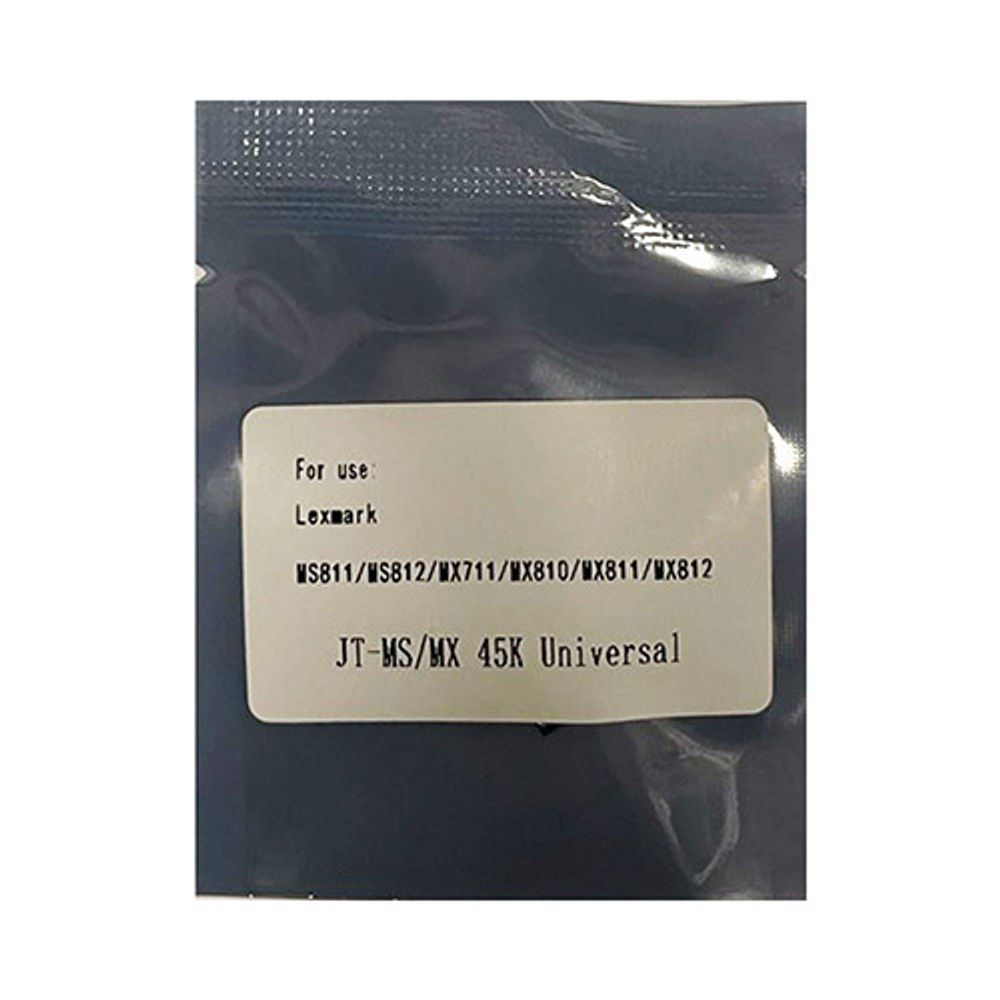 For use:
Lexmark
MS811/MS812/MX711/MX810/MX811/MX812
JT-MS/MX 45K Universal